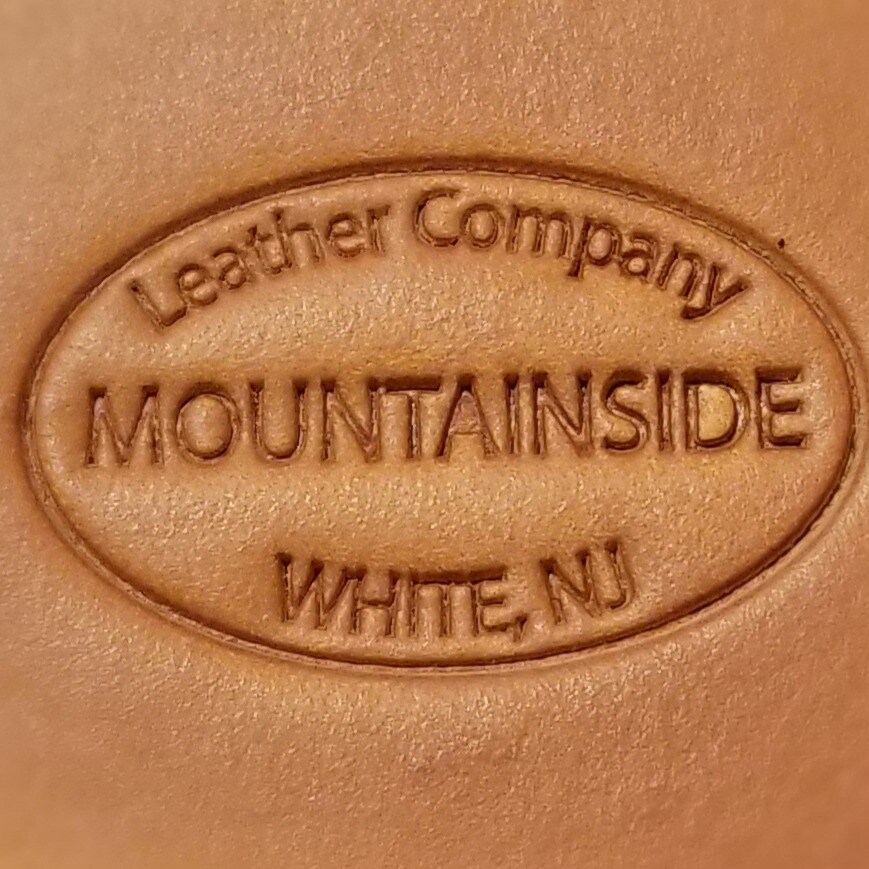 Leather Company
MOUNTAINSIDE
WHITE, NJ